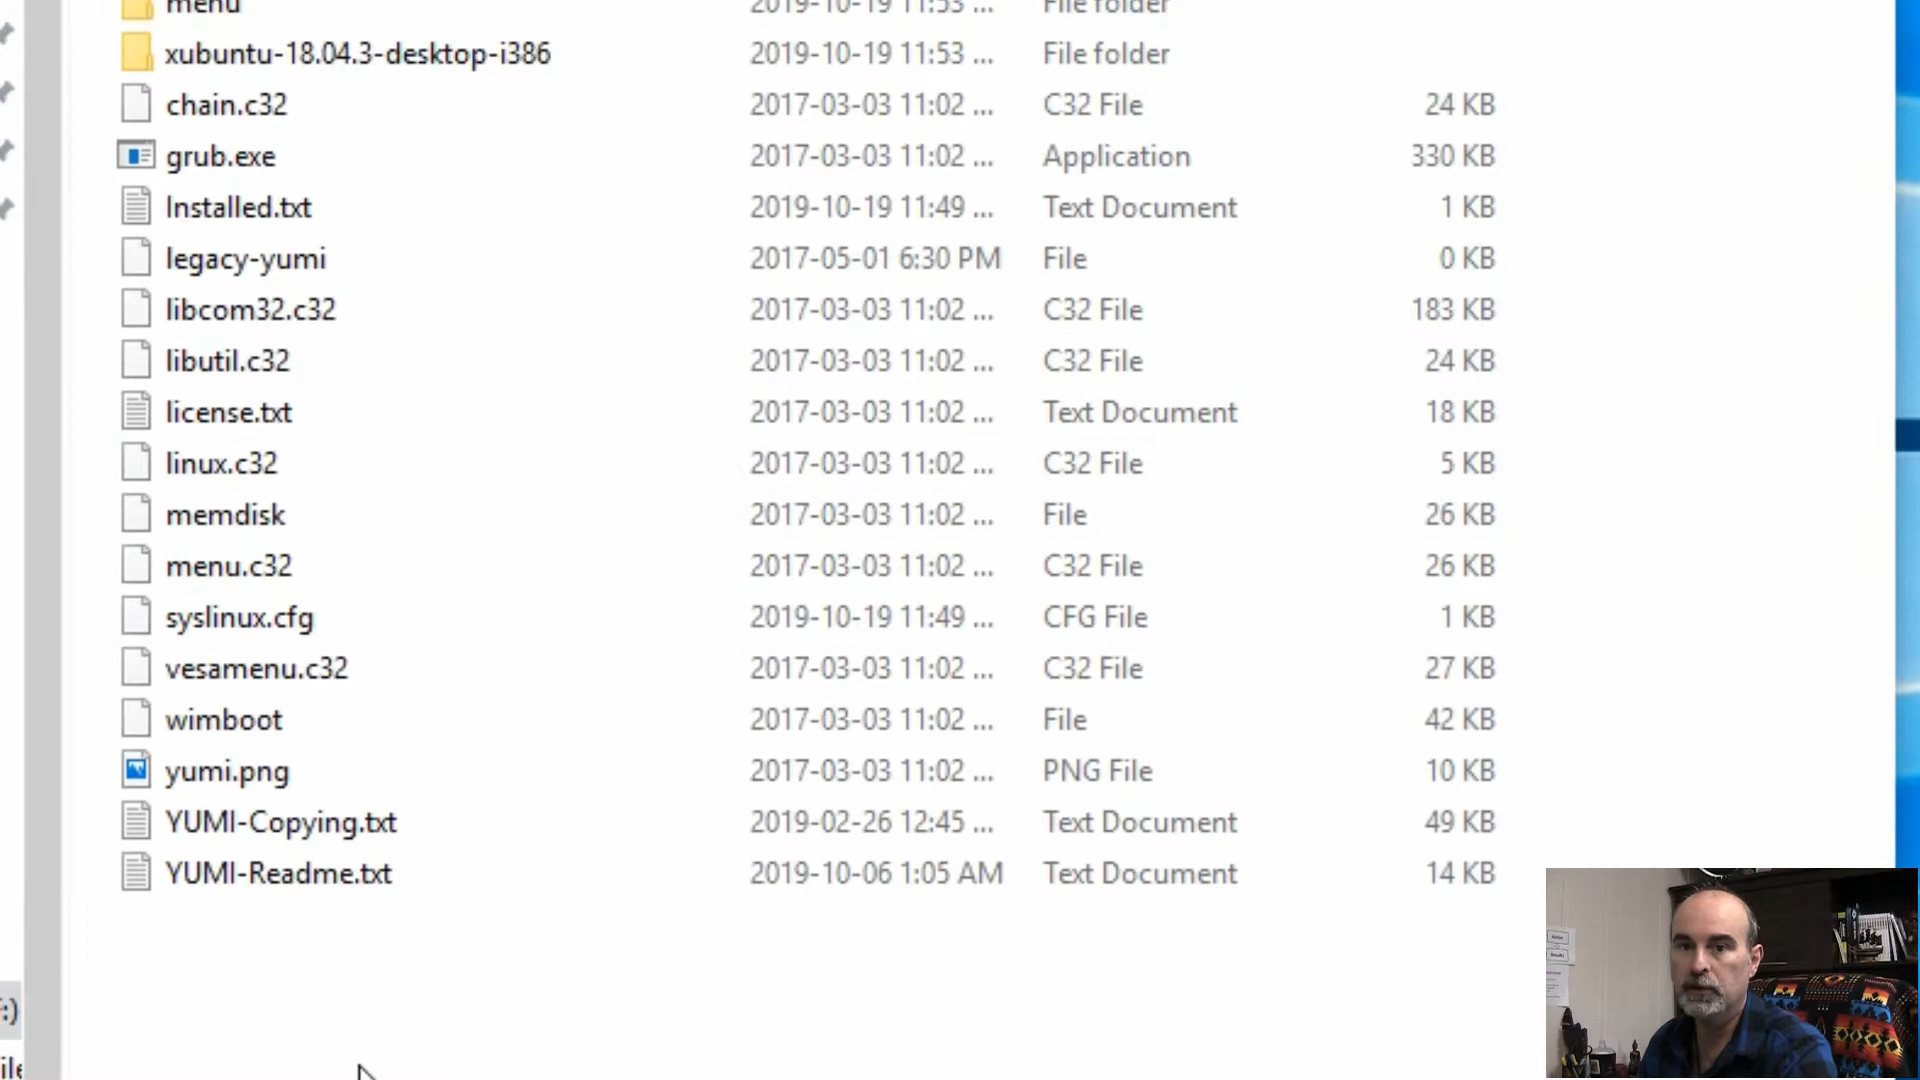 menu 2019-10-19 11:53 ... File folder
xubuntu-18.04.3-desktop-i386 2019-10-19 11:53 ... File folder
chain.c32 2017-03-03 11:02 ... C32 File 24 KB
grub.exe 2017-03-03 11:02 ... Application 330 KB
Installed.txt 2019-10-19 11:49 ... Text Document 1 KB
legacy-yumi 2017-05-01 6:30 PM File 0 KB
libcom32.c32 2017-03-03 11:02 ... C32 File 183 KB
libutil.c32 2017-03-03 11:02 ... C32 File 24 KB
license.txt 2017-03-03 11:02 ... Text Document 18 KB
linux.c32 2017-03-03 11:02 ... C32 File 5 KB
memdisk 2017-03-03 11:02 ... File 26 KB
menu.c32 2017-03-03 11:02 ... C32 File 26 KB
syslinux.cfg 2019-10-19 11:49 ... CFG File 1 KB
vesamenu.c32 2017-03-03 11:02 ... C32 File 27 KB
wimboot 2017-03-03 11:02 ... File 42 KB
yumi.png 2017-03-03 11:02 ... PNG File 10 KB
YUMI-Copying.txt 2019-02-26 12:45 ... Text Document 49 KB
YUMI-Readme.txt 2019-10-06 1:05 AM Text Document 14 KB
:)